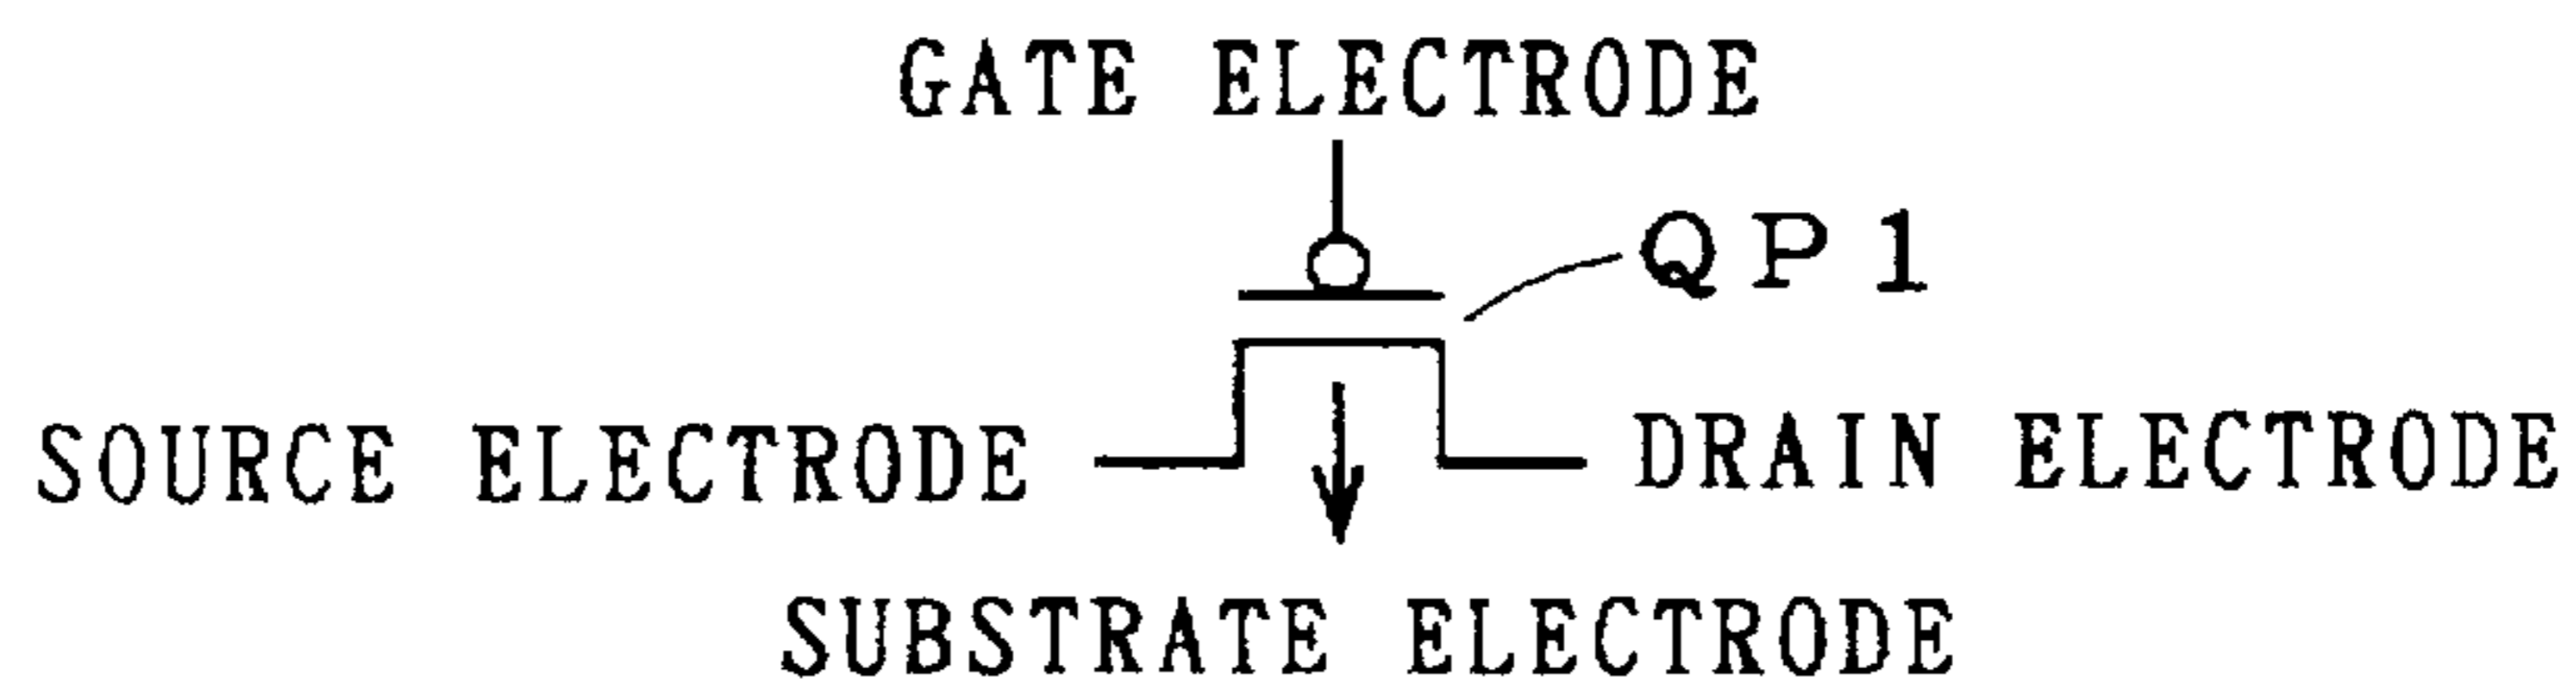 GATE ELECTRODE
QP1
SOURCE ELECTRODE
DRAIN ELECTRODE
SUBSTRATE ELECTRODE